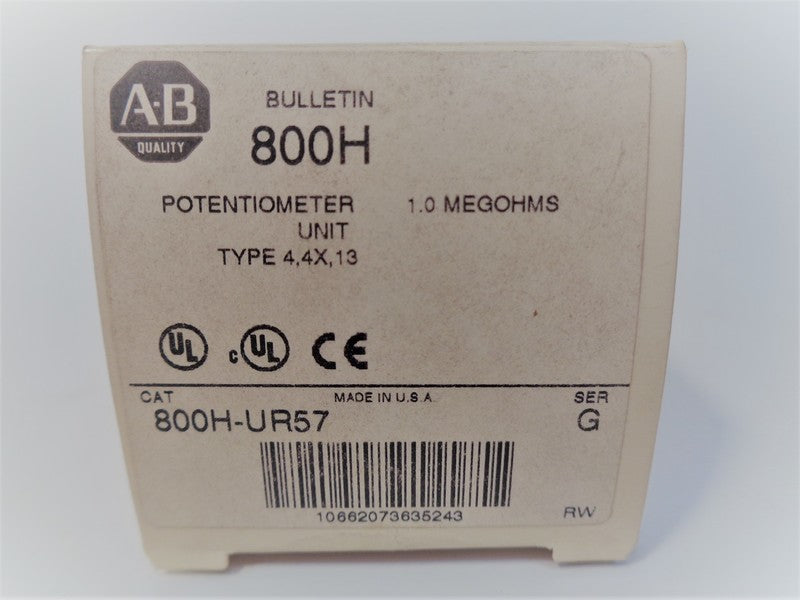 A-B
QUALITY
BULLETIN
800H
POTENTIOMETER 1.0 MEGOHMS
UNIT
TYPE 4,4X,13
UL c UL CE
CAT MADE IN U.S.A. SER
800H-UR57 G
10662073635243 RW